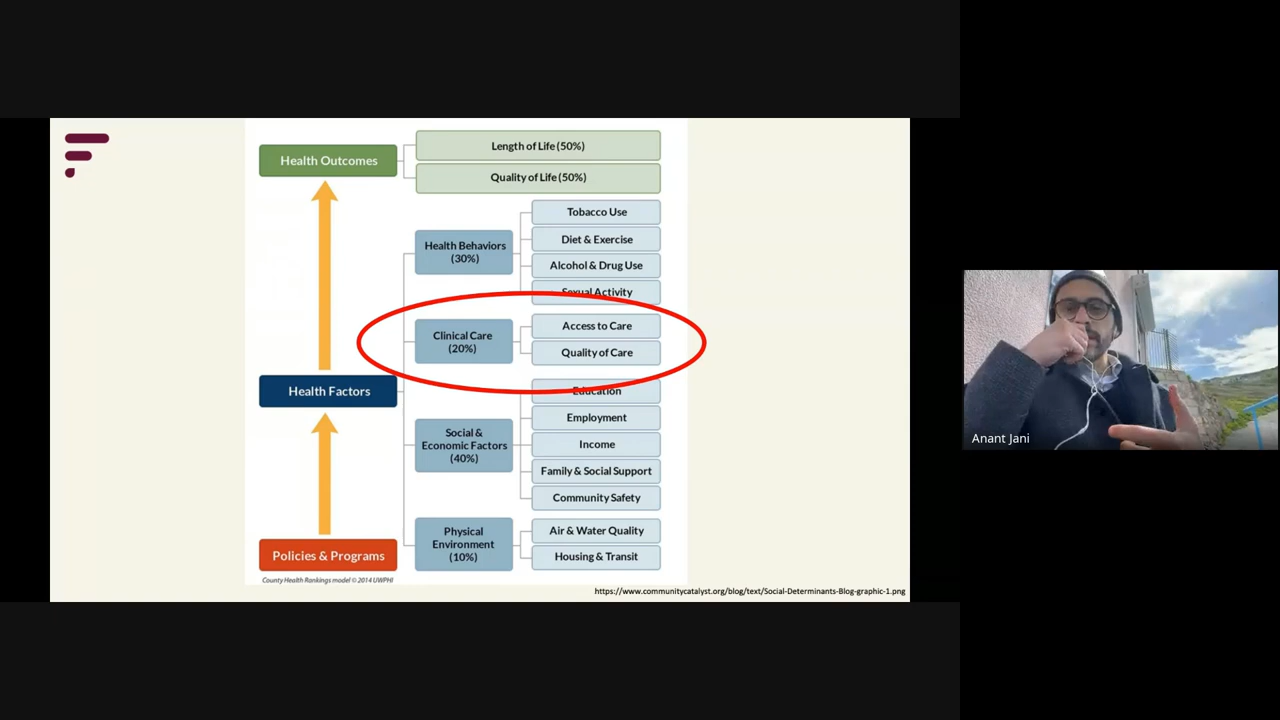 Health Outcomes
Length of Life (50%)
Quality of Life (50%)
Health Behaviors
(30%)
Tobacco Use
Diet & Exercise
Alcohol & Drug Use
Sexual Activity
Clinical Care
(20%)
Access to Care
Quality of Care
Health Factors
Social &
Economic Factors
(40%)
Education
Employment
Income
Family & Social Support
Community Safety
Physical
Environment
(10%)
Air & Water Quality
Housing & Transit
Policies & Programs
County Health Rankings model © 2014 UWPHI
https://www.communitycatalyst.org/blog/text/Social-Determinants-Blog-graphic-1.png
Anant Jani